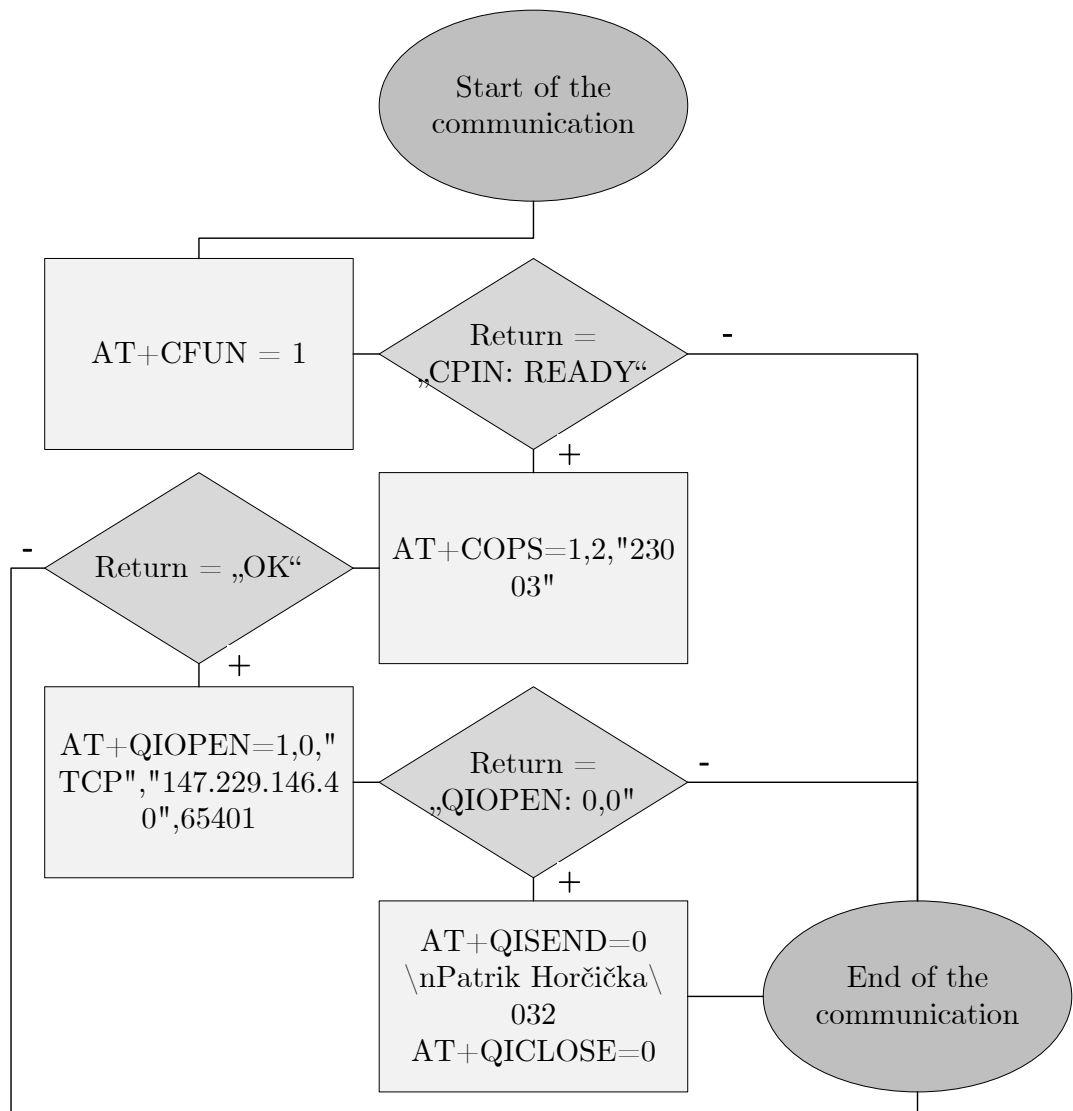 Start of the
communication
AT+CFUN = 1
Return =
„CPIN: READY“
-
+
AT+COPS=1,2,"230
03"
Return = „OK“
-
+
AT+QIOPEN=1,0,"
TCP","147.229.146.4
0",65401
Return =
„QIOPEN: 0,0"
-
+
AT+QISEND=0
\nPatrik Horčička\
032
AT+QICLOSE=0
End of the
communication